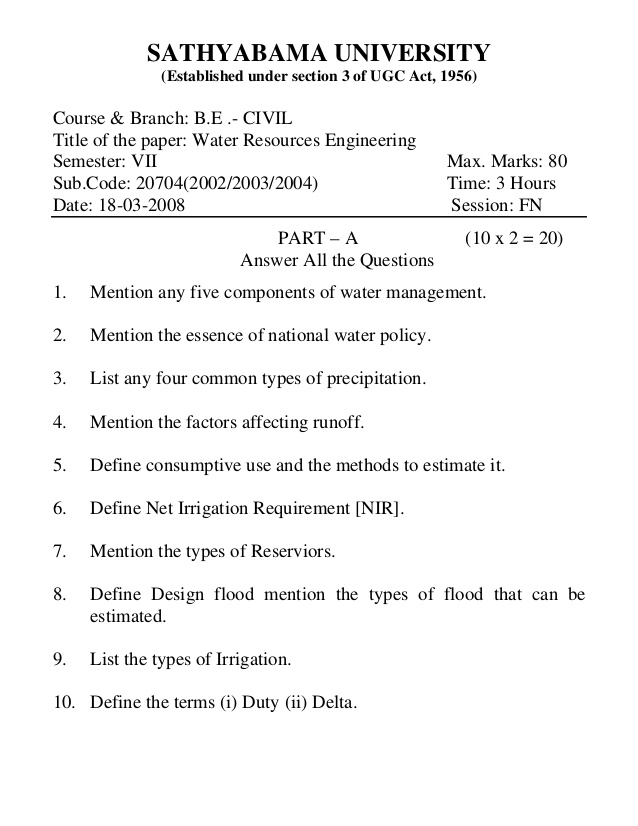 SATHYABAMA UNIVERSITY
(Established under section 3 of UGC Act, 1956)
Course & Branch: B.E .- CIVIL
Title of the paper: Water Resources Engineering
Semester: VII Max. Marks: 80
Sub.Code: 20704(2002/2003/2004) Time: 3 Hours
Date: 18-03-2008 Session: FN
PART – A (10 x 2 = 20)
Answer All the Questions
1. Mention any five components of water management.
2. Mention the essence of national water policy.
3. List any four common types of precipitation.
4. Mention the factors affecting runoff.
5. Define consumptive use and the methods to estimate it.
6. Define Net Irrigation Requirement [NIR].
7. Mention the types of Reserviors.
8. Define Design flood mention the types of flood that can be
estimated.
9. List the types of Irrigation.
10. Define the terms (i) Duty (ii) Delta.